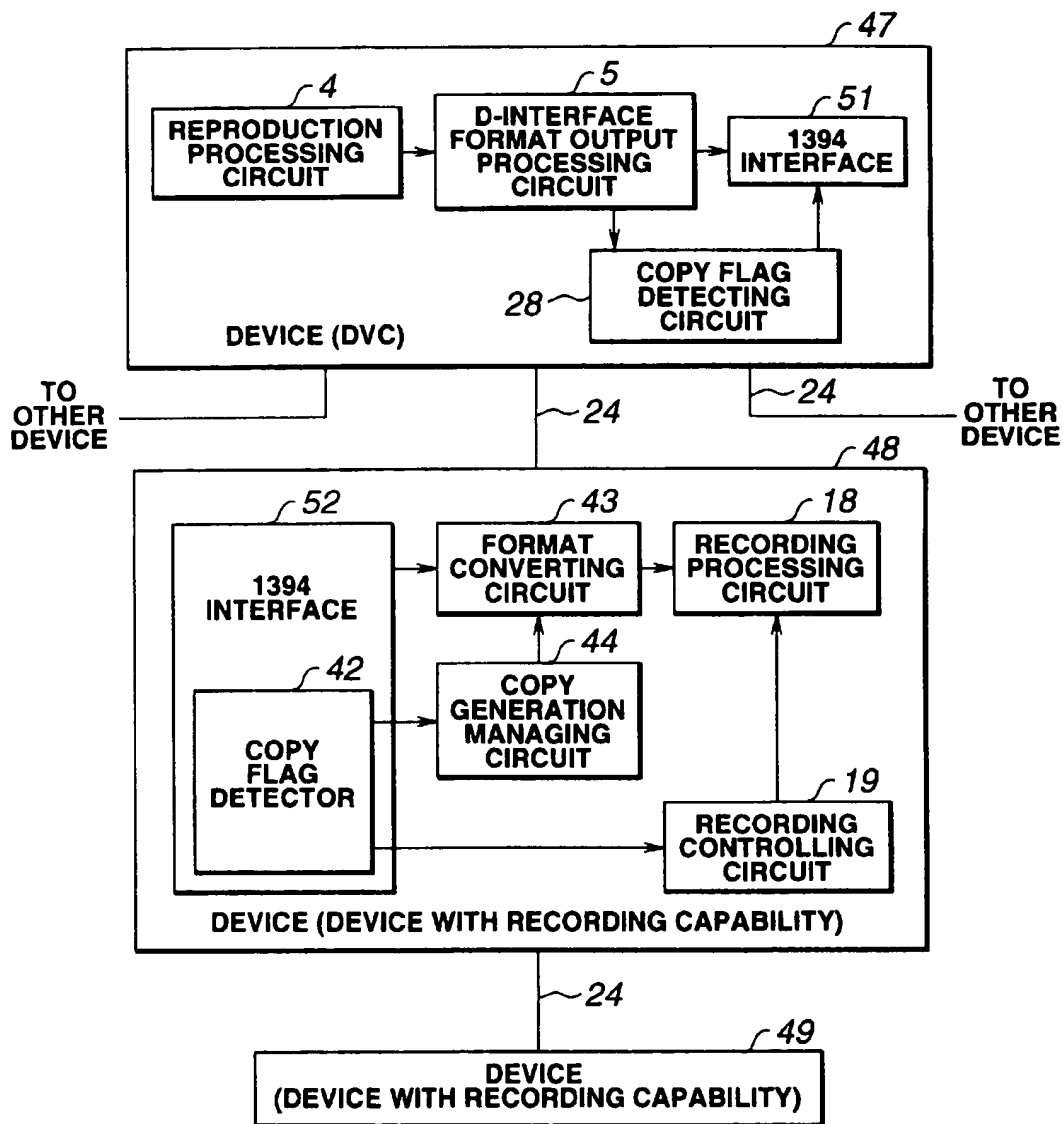 47
4
REPRODUCTION
PROCESSING
CIRCUIT
5
D-INTERFACE
FORMAT OUTPUT
PROCESSING
CIRCUIT
51
1394
INTERFACE
28
COPY FLAG
DETECTING
CIRCUIT
DEVICE (DVC)
TO
OTHER
DEVICE
24
24
TO
OTHER
DEVICE
48
52
1394
INTERFACE
43
FORMAT
CONVERTING
CIRCUIT
18
RECORDING
PROCESSING
CIRCUIT
42
COPY
FLAG
DETECTOR
44
COPY
GENERATION
MANAGING
CIRCUIT
19
RECORDING
CONTROLLING
CIRCUIT
DEVICE (DEVICE WITH RECORDING CAPABILITY)
24
49
DEVICE
(DEVICE WITH RECORDING CAPABILITY)